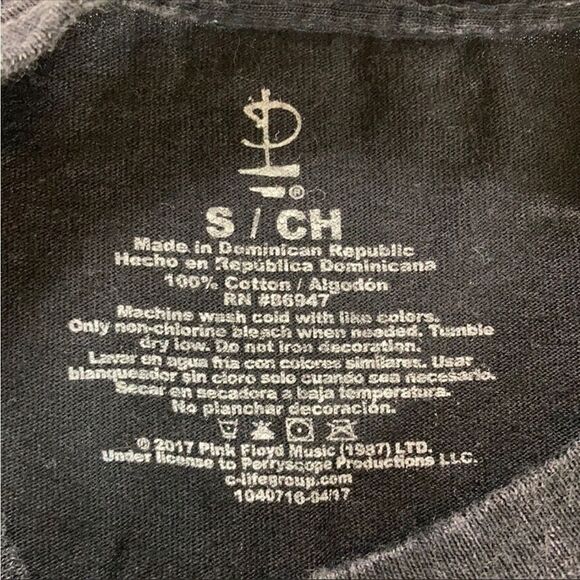 ®
S / CH
Made in Dominican Republic
Hecho en República Dominicana
100% Cotton / Algodón
RN #86947
Machine wash cold with like colors.
Only non-chlorine bleach when needed. Tumble
dry low. Do not iron decoration.
Lavar en agua fria con colores similares. Usar
blanqueador sin cloro solo cuando sea necesario.
Secar en secadora a baja temperatura.
No planchar decoración.
© 2017 Pink Floyd Music (1987) LTD.
Under license to Perryscope Productions LLC.
c-lifegroup.com
1040716-04/17